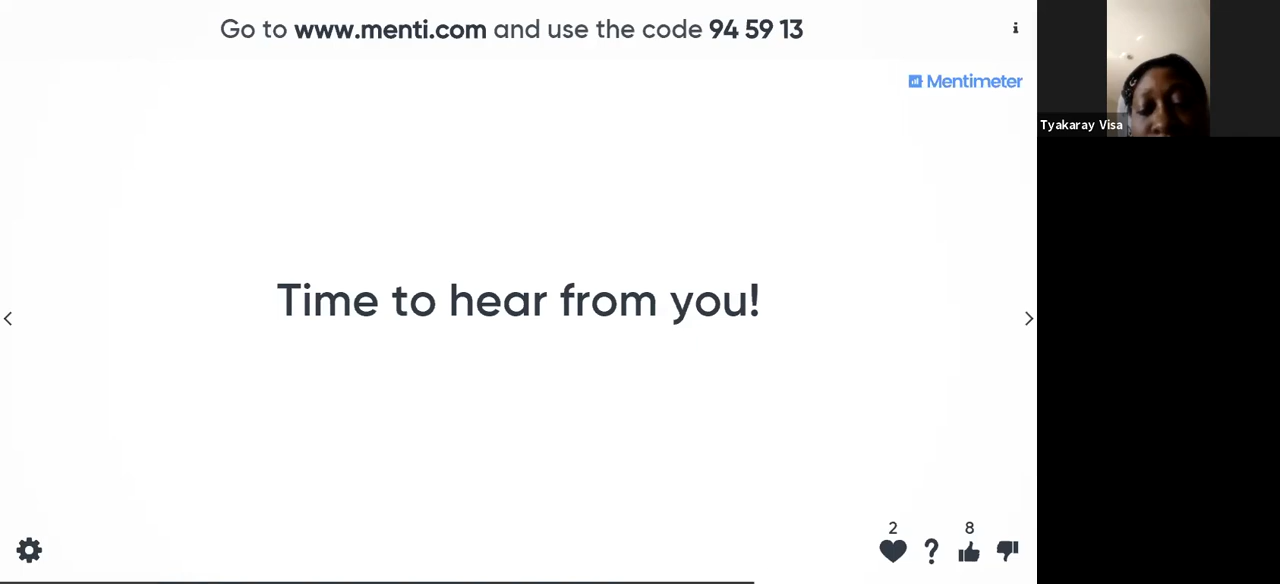 Go to www.menti.com and use the code 94 59 13
Mentimeter
Tyakaray Visa
Time to hear from you!
2
8